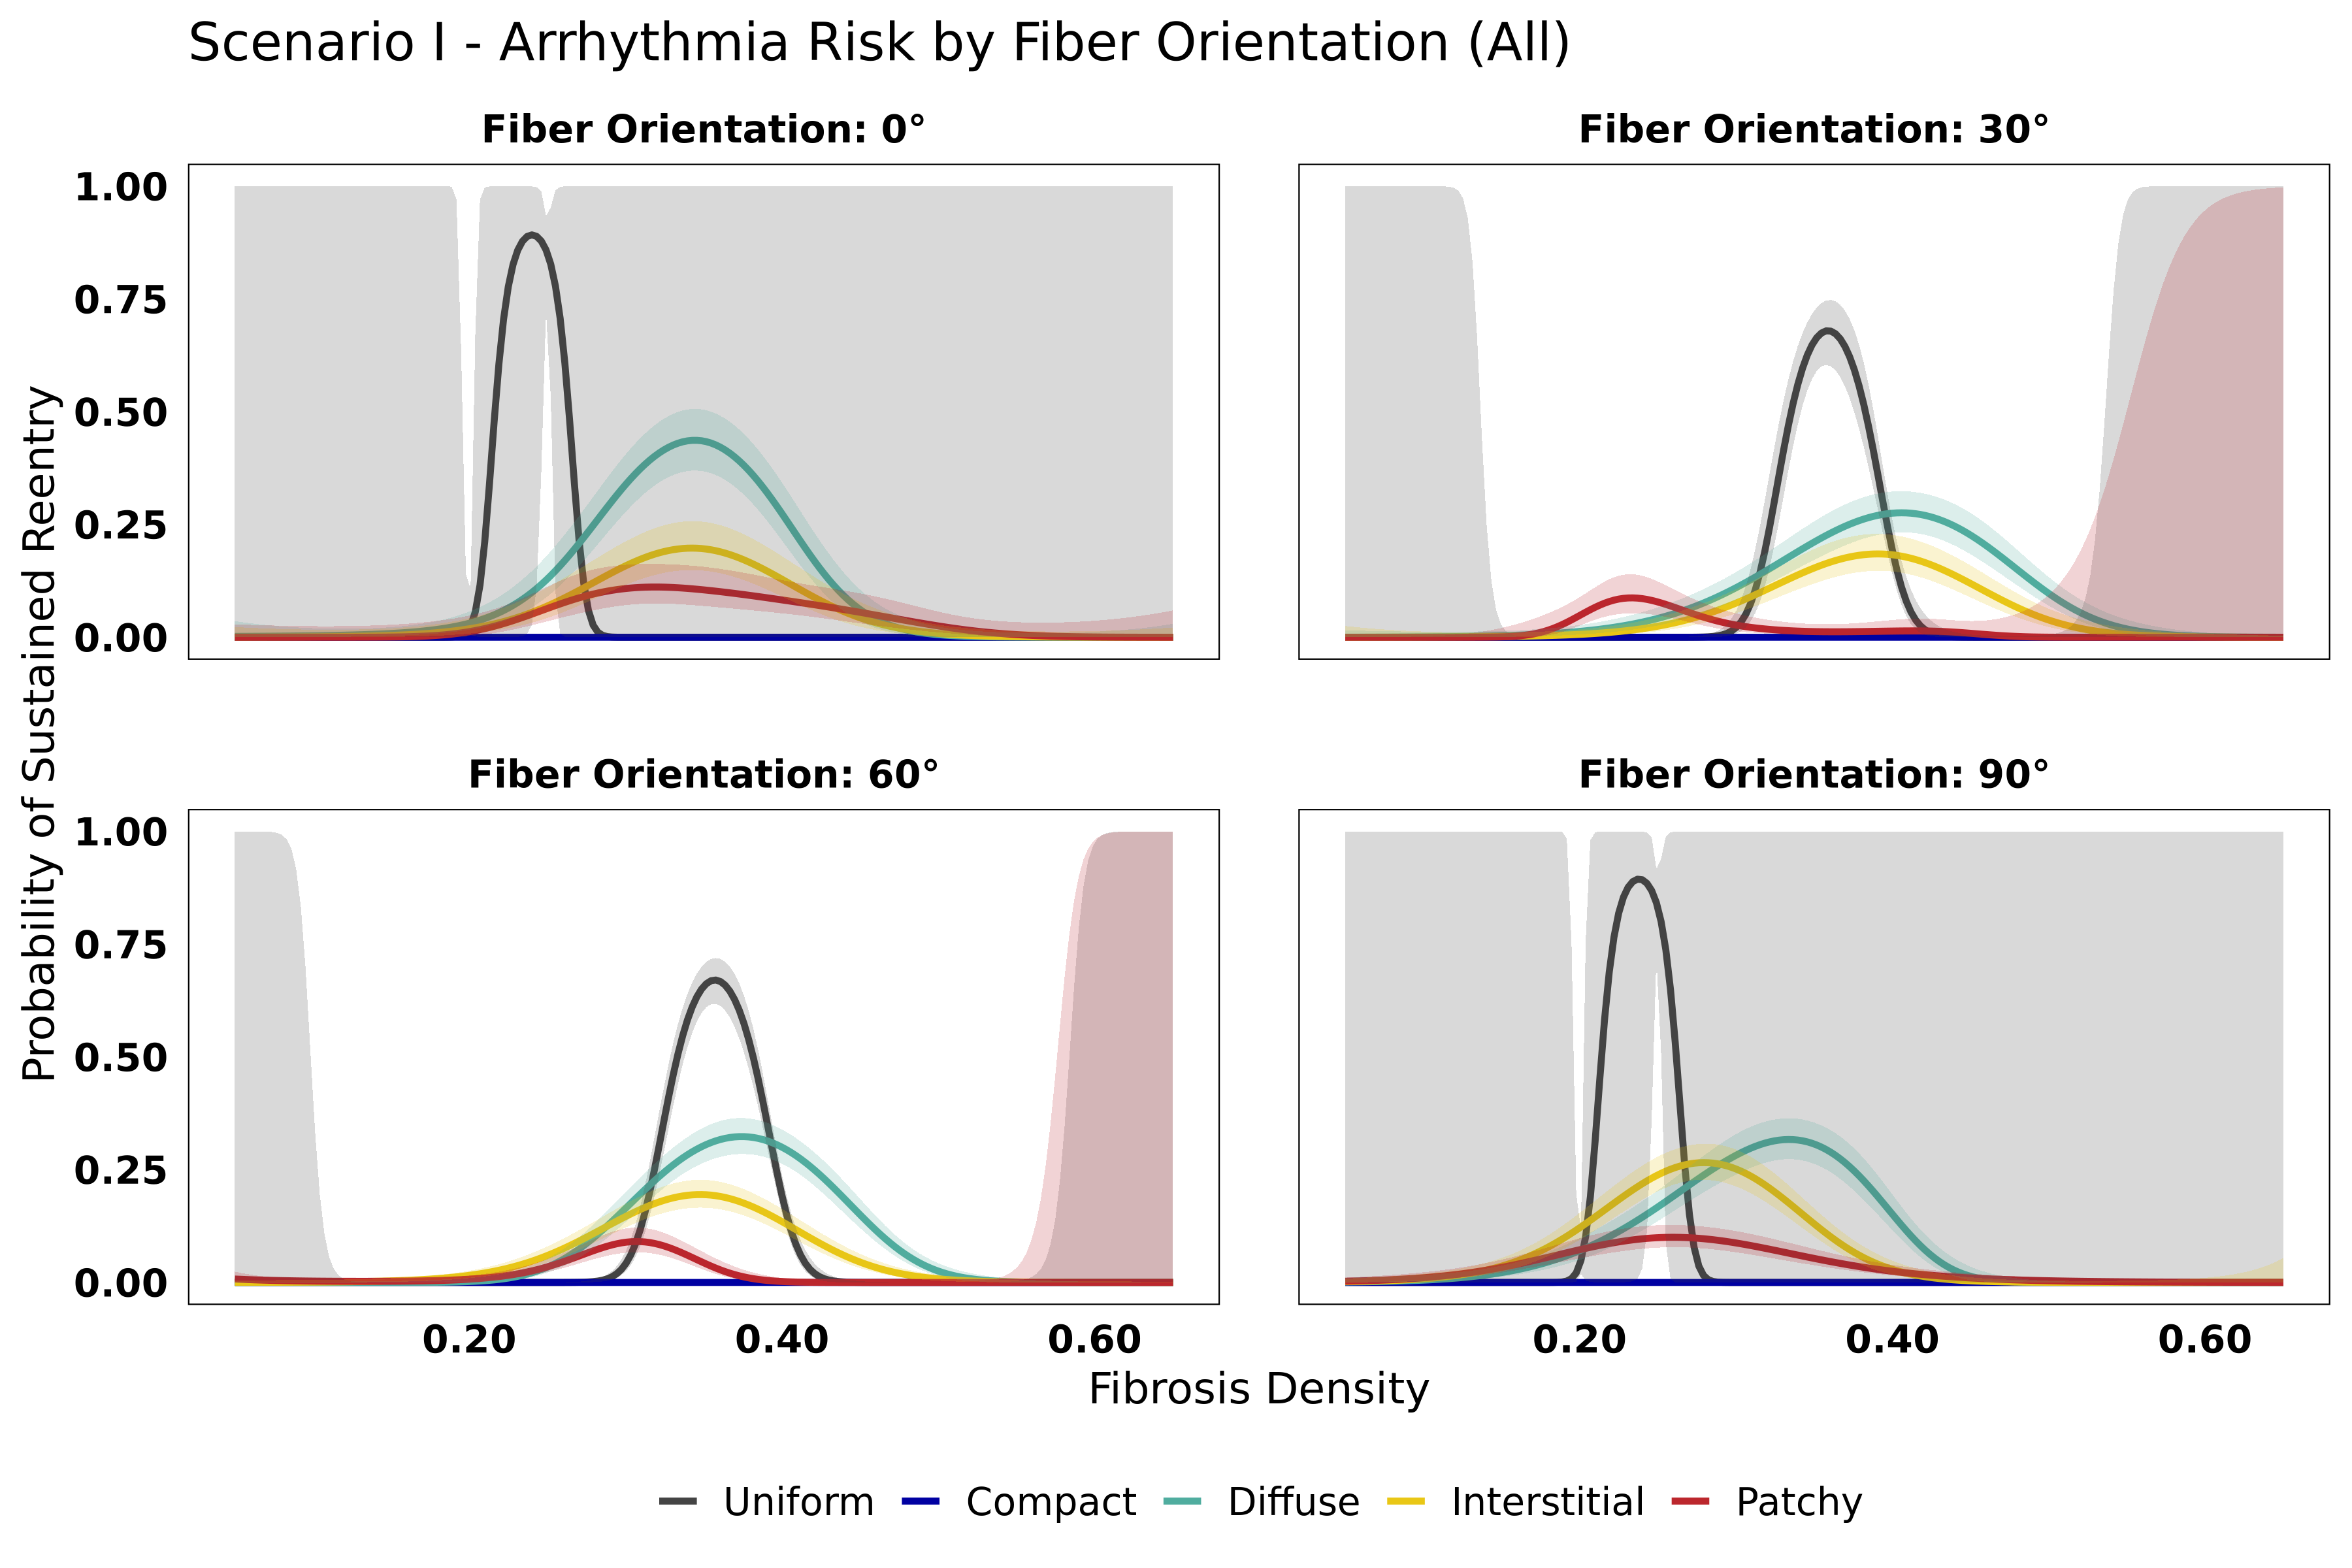 Scenario I - Arrhythmia Risk by Fiber Orientation (All)
Fiber Orientation: 0°
Fiber Orientation: 30°
1.00
0.75
0.50
0.25
0.00
Fiber Orientation: 60°
Fiber Orientation: 90°
1.00
0.75
0.50
0.25
0.00
Probability of Sustained Reentry
0.20 0.40 0.60
0.20 0.40 0.60
Fibrosis Density
Uniform Compact Diffuse Interstitial Patchy